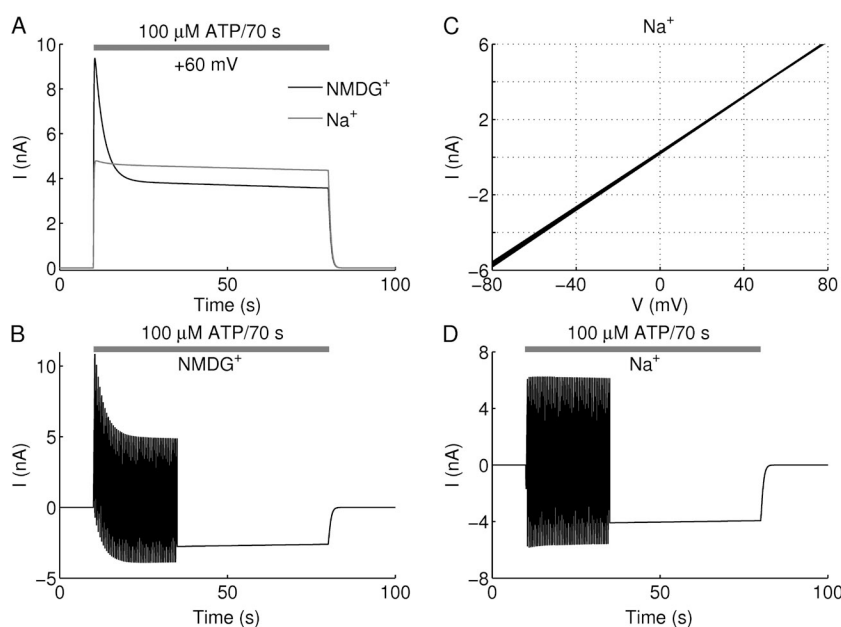 A
100 μM ATP/70 s
+60 mV
NMDG+
Na+
I (nA)
10
8
6
4
2
0
0
50
100
Time (s)
C
Na+
I (nA)
6
4
2
−2
−4
−6
−80
−40
0
40
80
V (mV)
B
100 μM ATP/70 s
NMDG+
I (nA)
10
5
0
−5
0
50
100
Time (s)
D
100 μM ATP/70 s
Na+
I (nA)
8
4
0
−4
−8
0
50
100
Time (s)